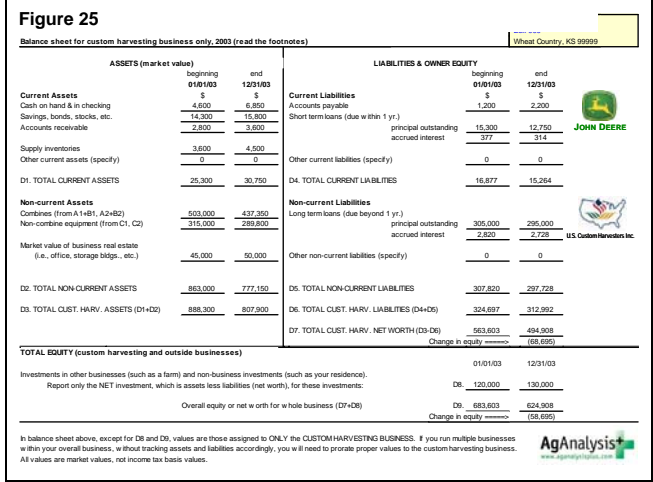 Figure 25
Balance sheet for custom harvesting business only, 2003 (read the footnotes)
Wheat Country, KS 99999
ASSETS (market value)
beginning end
01/01/03 12/31/03
Current Assets $ $
Cash on hand & in checking 4,600 6,850
Savings, bonds, stocks, etc. 14,300 15,800
Accounts receivable 2,800 3,600
Supply inventories 3,600 4,500
Other current assets (specify) 0 0
D1. TOTAL CURRENT ASSETS 25,300 30,750
Non-current Assets
Combines (from A1+B1, A2+B2) 503,000 437,350
Non-combine equipment (from C1, C2) 315,000 289,800
Market value of business real estate
(i.e., office, storage bldgs., etc.) 45,000 50,000
D2. TOTAL NON-CURRENT ASSETS 863,000 777,150
D3. TOTAL CUST. HARV. ASSETS (D1+D2) 888,300 807,900
LIABILITIES & OWNER EQUITY
beginning end
01/01/03 12/31/03
Current Liabilities $ $
Accounts payable 1,200 2,200
Short term loans (due within 1 yr.)
principal outstanding 15,300 12,750
accrued interest 377 314
Other current liabilities (specify) 0 0
D4. TOTAL CURRENT LIABILITIES 16,877 15,264
Non-current Liabilities
Long term loans (due beyond 1 yr.)
principal outstanding 305,000 295,000
accrued interest 2,820 2,728
Other non-current liabilities (specify) 0 0
D5. TOTAL NON-CURRENT LIABILITIES 307,820 297,728
D6. TOTAL CUST. HARV. LIABILITIES (D4+D5) 324,697 312,992
D7. TOTAL CUST. HARV. NET WORTH (D3-D6) 563,603 494,908
Change in equity =====> (68,695)
JOHN DEERE
U.S. Custom Harvesters Inc.
TOTAL EQUITY (custom harvesting and outside businesses)
01/01/03 12/31/03
Investments in other businesses (such as a farm) and non-business investments (such as your residence).
Report only the NET investment, which is assets less liabilities (net worth), for these investments: D8. 120,000 130,000
Overall equity or net worth for whole business (D7+D8) D9. 683,603 624,908
Change in equity =====> (58,695)
In balance sheet above, except for D8 and D9, values are those assigned to ONLY the CUSTOM HARVESTING BUSINESS. If you run multiple businesses
within your overall business, without tracking assets and liabilities accordingly, you will need to prorate proper values to the custom harvesting business.
All values are market values, not income tax basis values.
AgAnalysis+
www.aganalysisplus.com